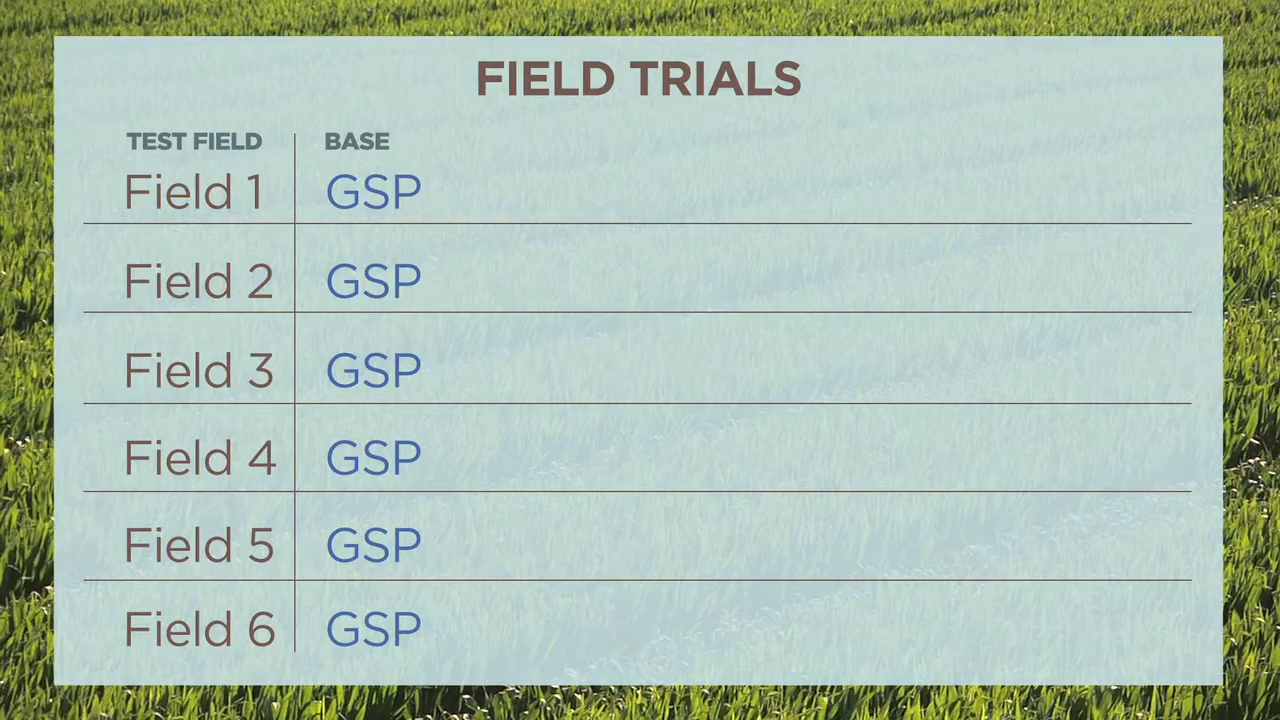 FIELD TRIALS
TEST FIELD BASE
Field 1 GSP
Field 2 GSP
Field 3 GSP
Field 4 GSP
Field 5 GSP
Field 6 GSP